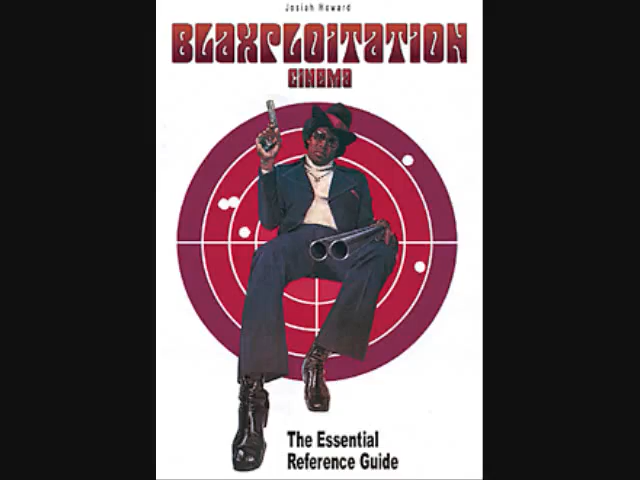 Josiah Howard
BLAXPLOITATION
CINEMA
The Essential
Reference Guide